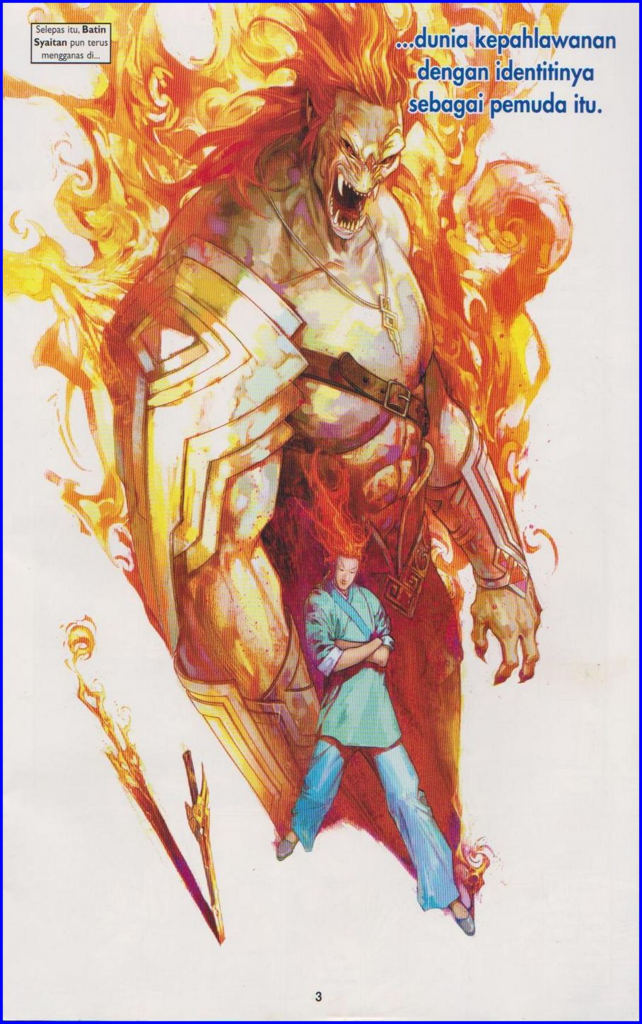 Selepas itu, Batin
Syaitan pun terus
mengganas di...
...dunia kepahlawanan
dengan identitinya
sebagai pemuda itu.
3